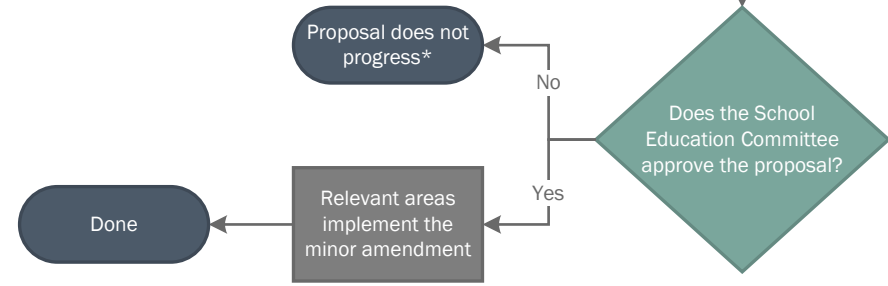 Proposal does not
progress*
No
Does the School
Education Committee
approve the proposal?
Yes
Relevant areas
implement the
minor amendment
Done